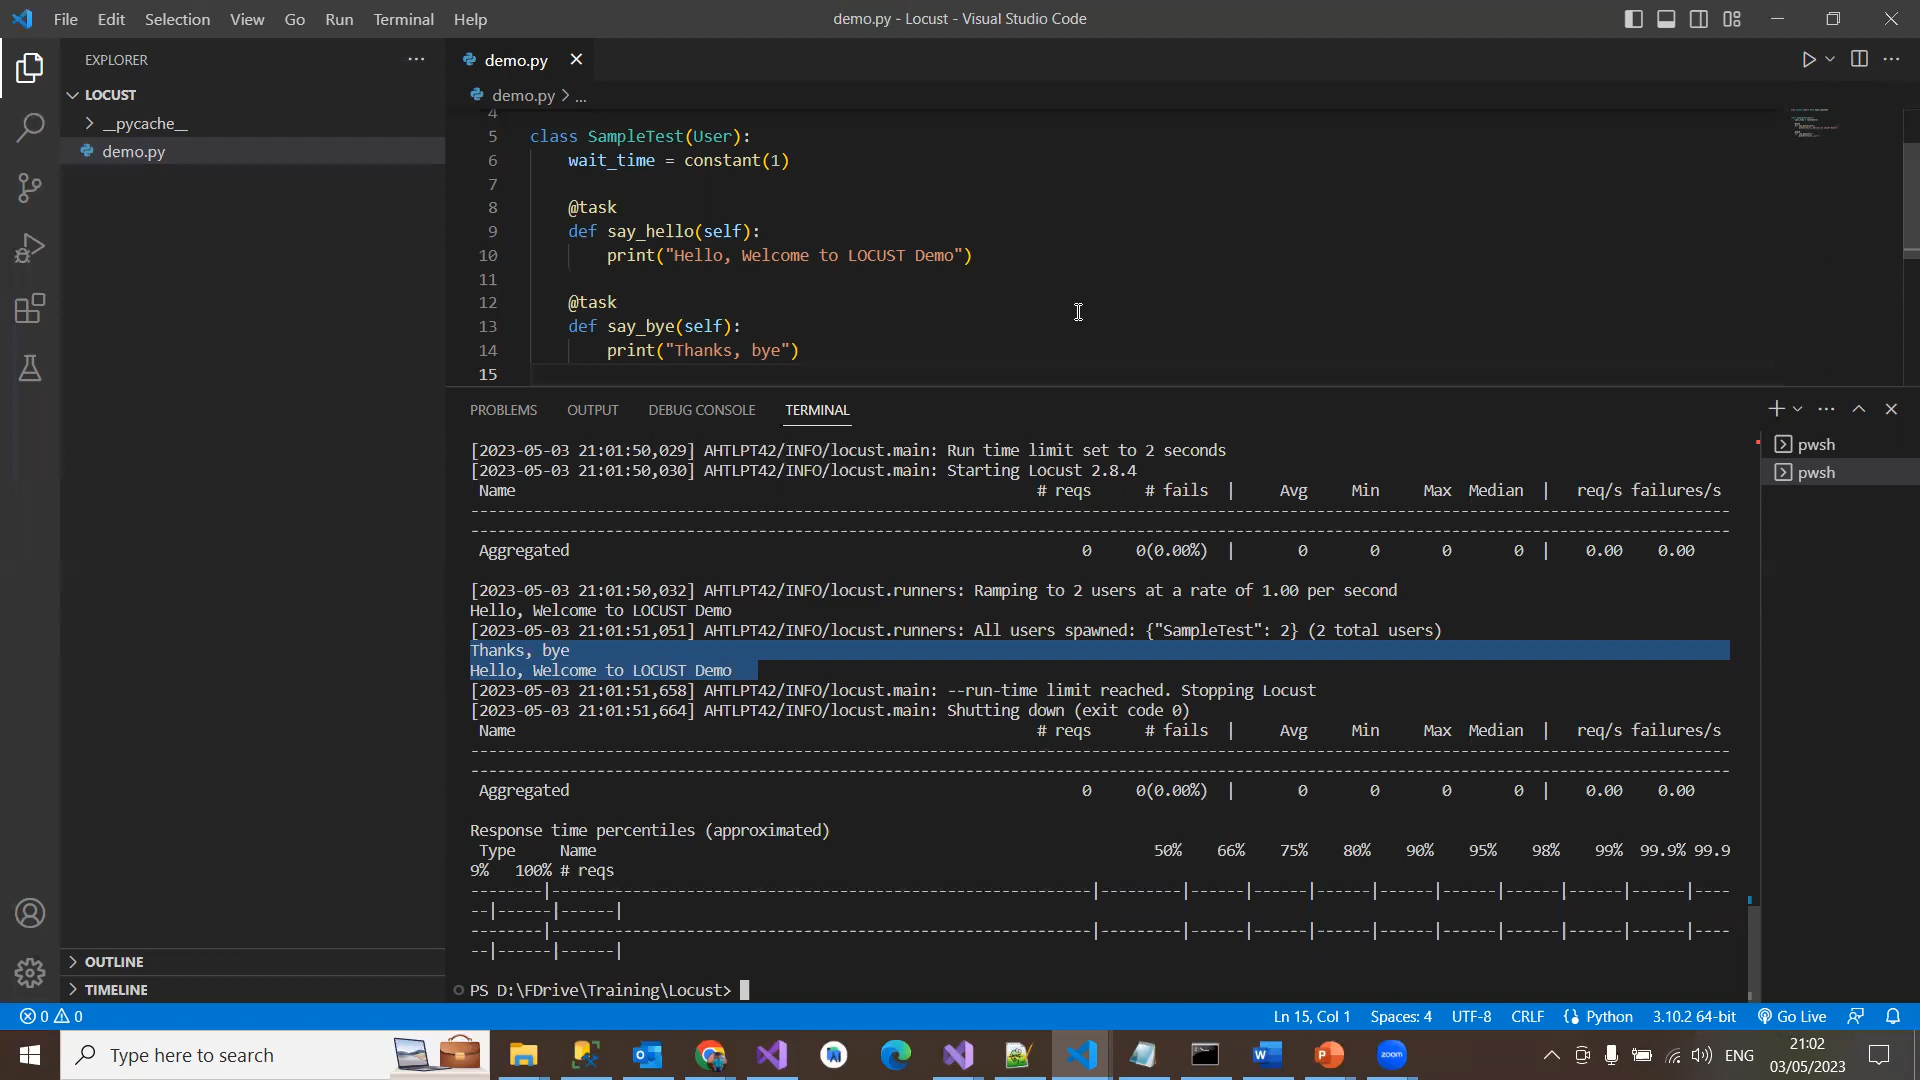 File Edit Selection View Go Run Terminal Help demo.py - Locust - Visual Studio Code
EXPLORER ···
LOCUST
__pycache__
demo.py
OUTLINE
TIMELINE
demo.py
demo.py > ...
4
5 class SampleTest(User):
6 wait_time = constant(1)
7
8 @task
9 def say_hello(self):
10 print("Hello, Welcome to LOCUST Demo")
11
12 @task
13 def say_bye(self):
14 print("Thanks, bye")
15
PROBLEMS OUTPUT DEBUG CONSOLE TERMINAL
pwsh
pwsh
[2023-05-03 21:01:50,029] AHTLPT42/INFO/locust.main: Run time limit set to 2 seconds
[2023-05-03 21:01:50,030] AHTLPT42/INFO/locust.main: Starting Locust 2.8.4
Name # reqs # fails | Avg Min Max Median | req/s failures/s
--------------------------------------------------------------------------------------------------------------------------------------------
--------------------------------------------------------------------------------------------------------------------------------------------
Aggregated 0 0(0.00%) | 0 0 0 0 | 0.00 0.00
[2023-05-03 21:01:50,032] AHTLPT42/INFO/locust.runners: Ramping to 2 users at a rate of 1.00 per second
Hello, Welcome to LOCUST Demo
[2023-05-03 21:01:51,051] AHTLPT42/INFO/locust.runners: All users spawned: {"SampleTest": 2} (2 total users)
Thanks, bye
Hello, Welcome to LOCUST Demo
[2023-05-03 21:01:51,658] AHTLPT42/INFO/locust.main: --run-time limit reached. Stopping Locust
[2023-05-03 21:01:51,664] AHTLPT42/INFO/locust.main: Shutting down (exit code 0)
Name # reqs # fails | Avg Min Max Median | req/s failures/s
--------------------------------------------------------------------------------------------------------------------------------------------
--------------------------------------------------------------------------------------------------------------------------------------------
Aggregated 0 0(0.00%) | 0 0 0 0 | 0.00 0.00
Response time percentiles (approximated)
Type Name 50% 66% 75% 80% 90% 95% 98% 99% 99.9% 99.9
9% 100% # reqs
--------|------------------------------------------------------------|---------|------|------|------|------|------|------|------|------|----
--|------|------|
--------|------------------------------------------------------------|---------|------|------|------|------|------|------|------|------|----
--|------|------|
PS D:\FDrive\Training\Locust>
0 0 Ln 15, Col 1 Spaces: 4 UTF-8 CRLF Python 3.10.2 64-bit Go Live
Type here to search
zoom
ENG
21:02
03/05/2023